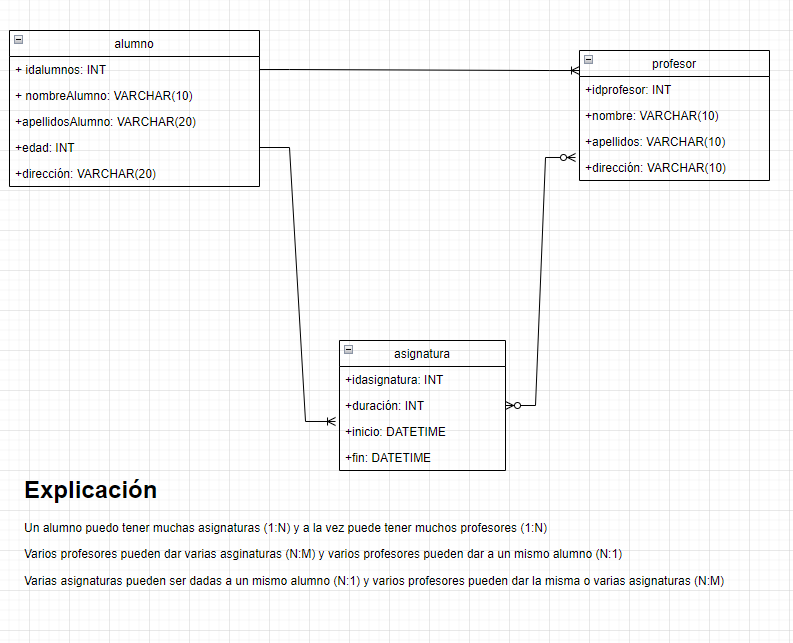 alumno
+ idalumnos: INT
+ nombreAlumno: VARCHAR(10)
+apellidosAlumno: VARCHAR(20)
+edad: INT
+dirección: VARCHAR(20)
profesor
+idprofesor: INT
+nombre: VARCHAR(10)
+apellidos: VARCHAR(10)
+dirección: VARCHAR(10)
asignatura
+idasignatura: INT
+duración: INT
+inicio: DATETIME
+fin: DATETIME
Explicación
Un alumno puedo tener muchas asignaturas (1:N) y a la vez puede tener muchos profesores (1:N)
Varios profesores pueden dar varias asginaturas (N:M) y varios profesores pueden dar a un mismo alumno (N:1)
Varias asignaturas pueden ser dadas a un mismo alumno (N:1) y varios profesores pueden dar la misma o varias asignaturas (N:M)